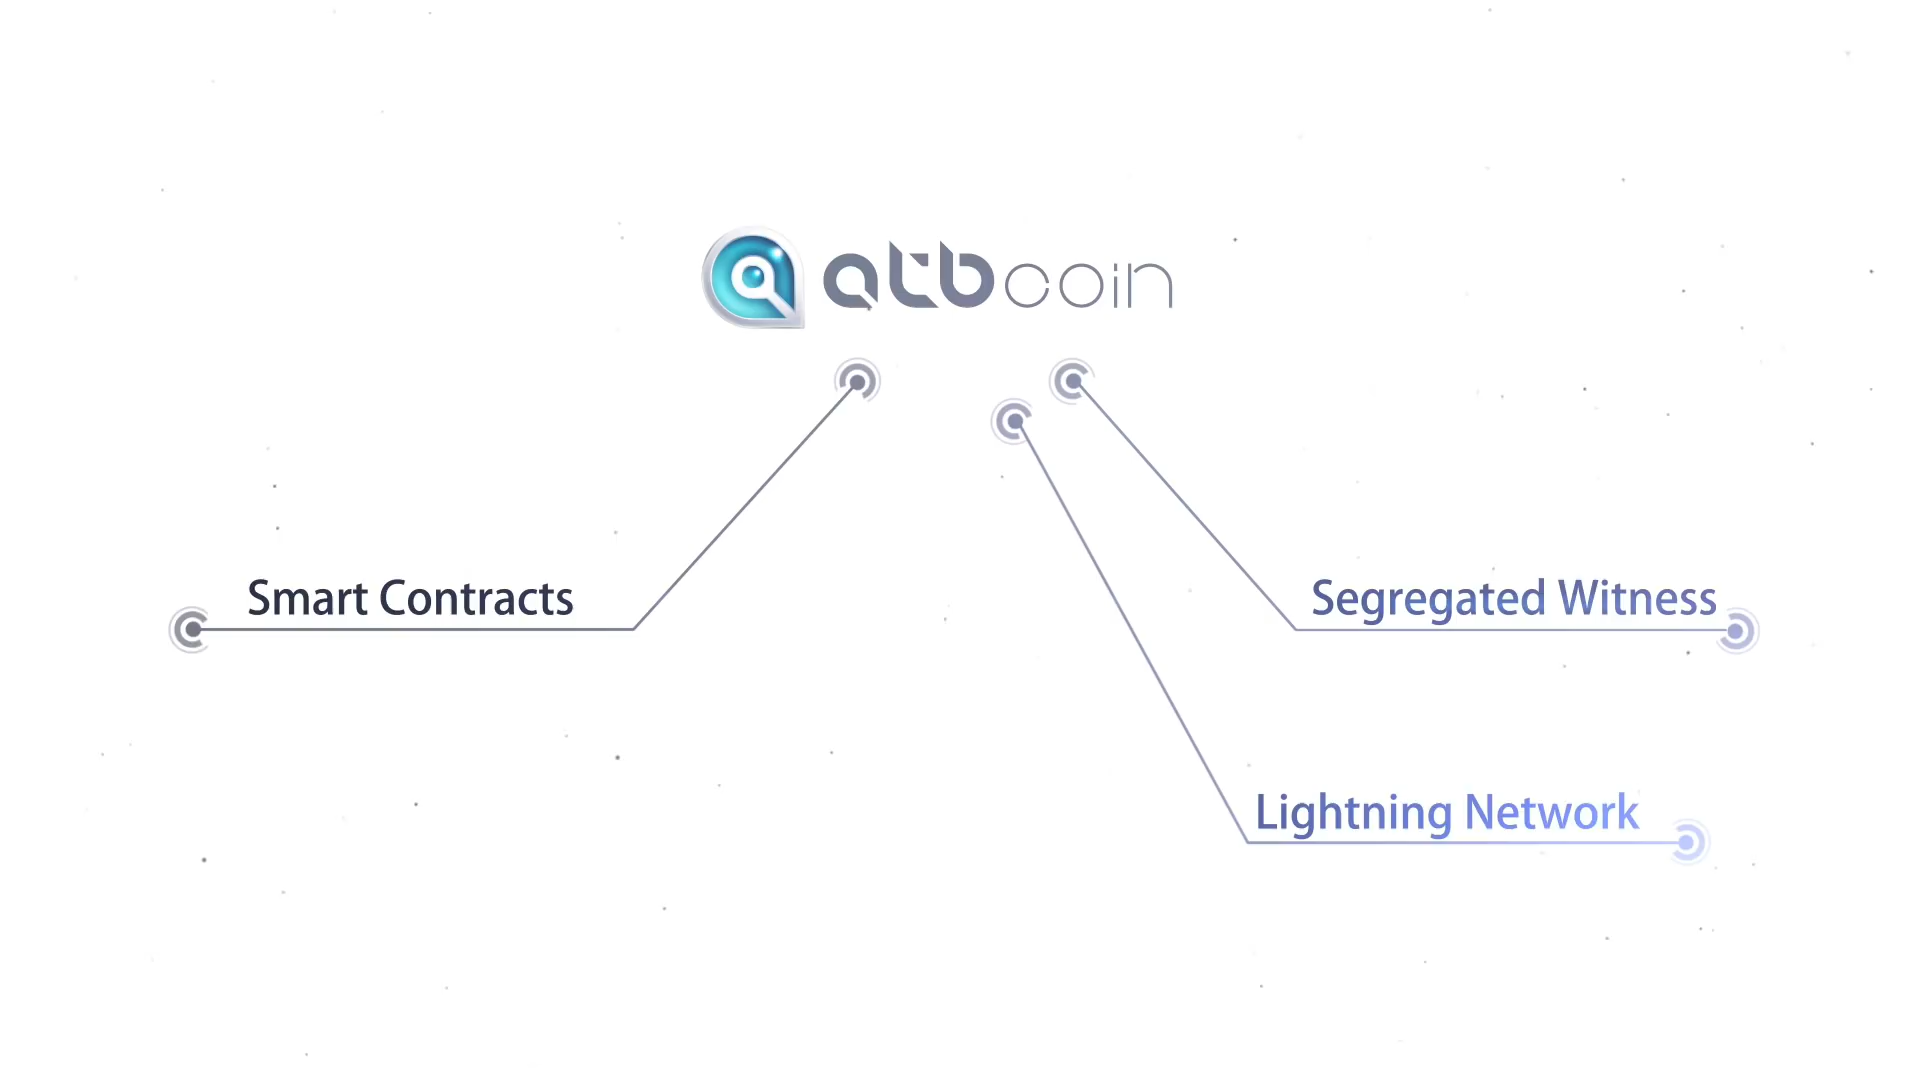 atbcoin
Smart Contracts
Segregated Witness
Lightning Network